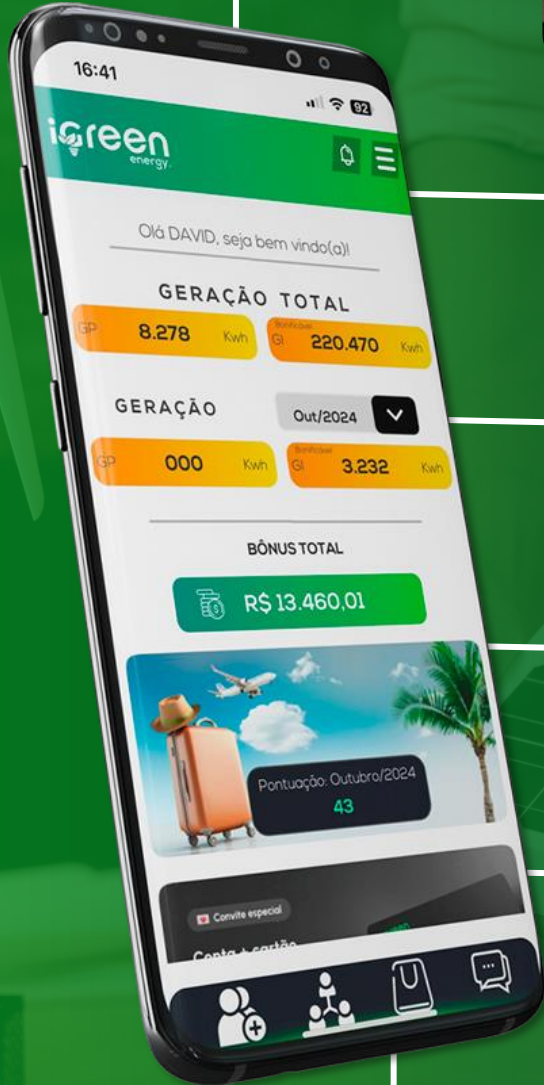 16:41
92
igreen
energy.
Olá DAVID, seja bem vindo(a)!
GERAÇÃO TOTAL
GP 8.278 Kwh
Bonificável
GI 220.470 Kwh
GERAÇÃO
Out/2024
GP 000 Kwh
Bonificável
GI 3.232 Kwh
BÔNUS TOTAL
R$ 13.460,01
Pontuação: Outubro/2024
43
Convite especial
Conta + cartão